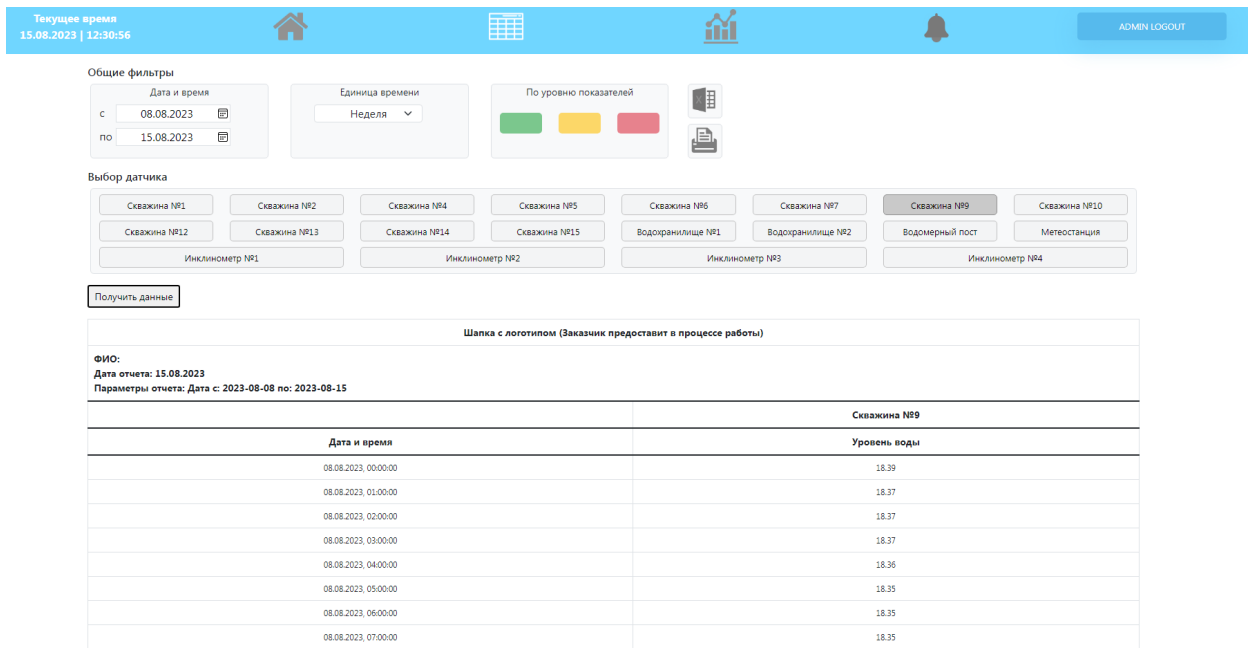 Текущее время
15.08.2023 | 12:30:56
ADMIN LOGOUT
Общие фильтры
Дата и время
Единица времени
По уровню показателей
с 08.08.2023
Неделя
по 15.08.2023
Выбор датчика
Скважина №1 Скважина №2 Скважина №4 Скважина №5 Скважина №6 Скважина №7 Скважина №9 Скважина №10
Скважина №12 Скважина №13 Скважина №14 Скважина №15 Водохранилище №1 Водохранилище №2 Водомерный пост Метеостанция
Инклинометр №1 Инклинометр №2 Инклинометр №3 Инклинометр №4
Получить данные
Шапка с логотипом (Заказчик предоставит в процессе работы)
ФИО:
Дата отчета: 15.08.2023
Параметры отчета: Дата с: 2023-08-08 по: 2023-08-15
Скважина №9
Дата и время Уровень воды
08.08.2023, 00:00:00 18.39
08.08.2023, 01:00:00 18.37
08.08.2023, 02:00:00 18.37
08.08.2023, 03:00:00 18.37
08.08.2023, 04:00:00 18.36
08.08.2023, 05:00:00 18.35
08.08.2023, 06:00:00 18.35
08.08.2023, 07:00:00 18.35